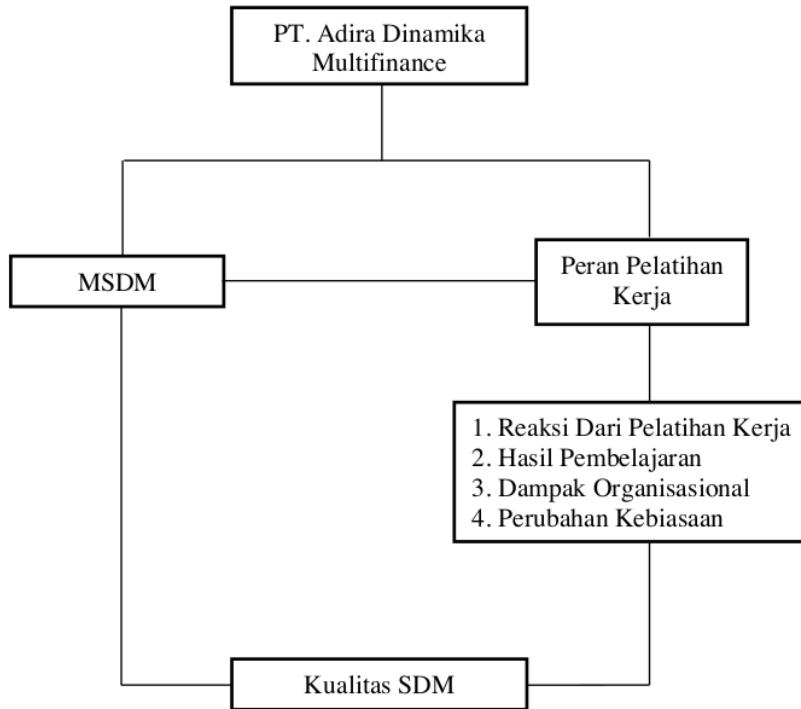 PT. Adira Dinamika
Multifinance
MSDM
Peran Pelatihan
Kerja
1. Reaksi Dari Pelatihan Kerja
2. Hasil Pembelajaran
3. Dampak Organisasional
4. Perubahan Kebiasaan
Kualitas SDM